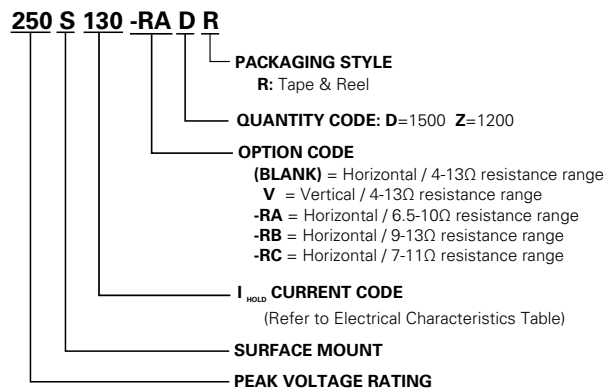 250 S 130 -RA D R
PACKAGING STYLE
R: Tape & Reel
QUANTITY CODE: D=1500 Z=1200
OPTION CODE
(BLANK) = Horizontal / 4-13Ω resistance range
V = Vertical / 4-13Ω resistance range
-RA = Horizontal / 6.5-10Ω resistance range
-RB = Horizontal / 9-13Ω resistance range
-RC = Horizontal / 7-11Ω resistance range
I HOLD CURRENT CODE
(Refer to Electrical Characteristics Table)
SURFACE MOUNT
PEAK VOLTAGE RATING